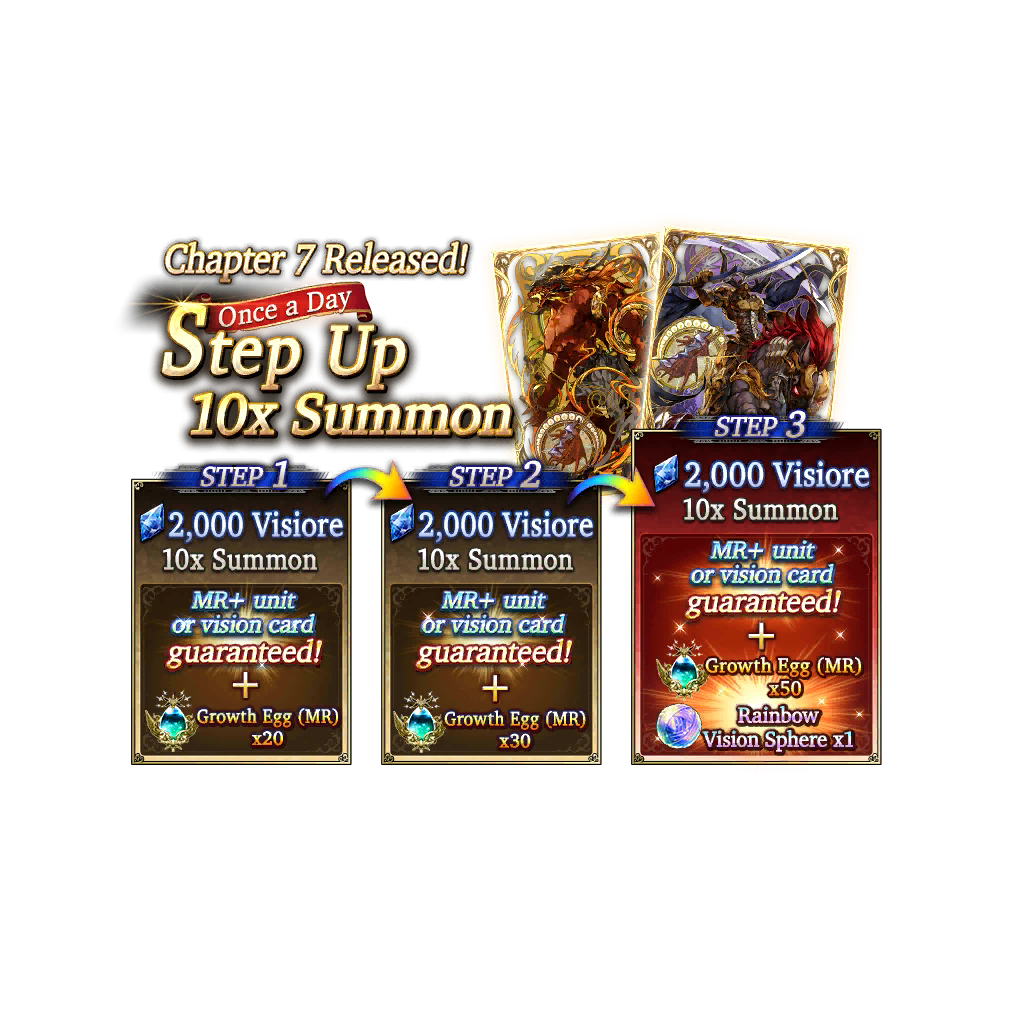 Chapter 7 Released!
Once a Day
Step Up
10x Summon
STEP 1
2,000 Visiore
10x Summon
MR+ unit
or vision card
guaranteed!
+
Growth Egg (MR)
x20
STEP 2
2,000 Visiore
10x Summon
MR+ unit
or vision card
guaranteed!
+
Growth Egg (MR)
x30
STEP 3
2,000 Visiore
10x Summon
MR+ unit
or vision card
guaranteed!
+
Growth Egg (MR)
x50
Rainbow
Vision Sphere x1